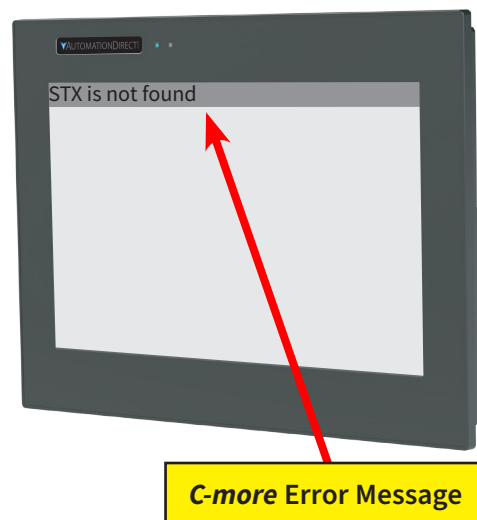 AUTOMATIONDIRECT
STX is not found
C-more Error Message